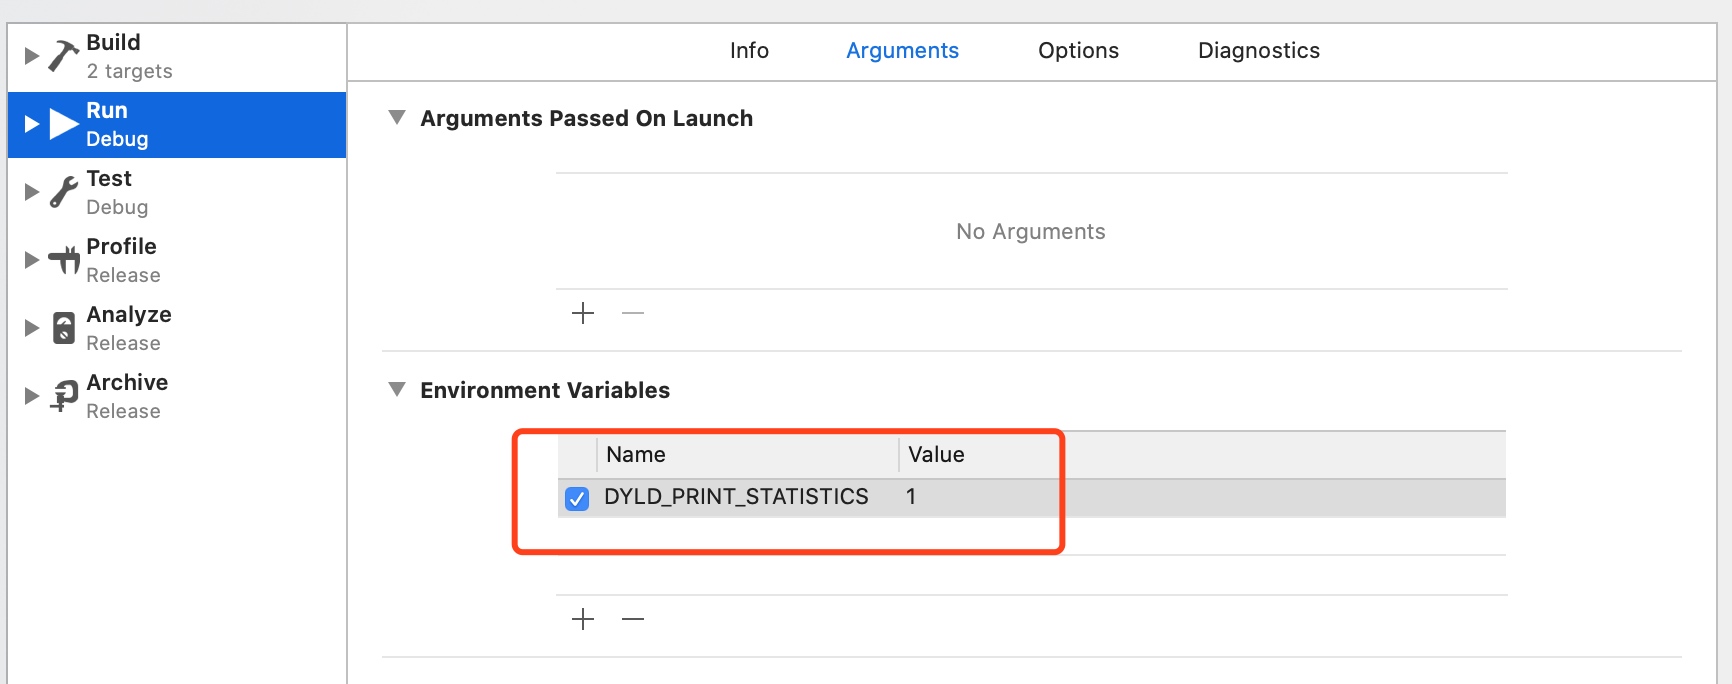 Build
2 targets
Run
Debug
Test
Debug
Profile
Release
Analyze
Release
Archive
Release
Info Arguments Options Diagnostics
Arguments Passed On Launch
No Arguments
Environment Variables
Name Value
DYLD_PRINT_STATISTICS 1